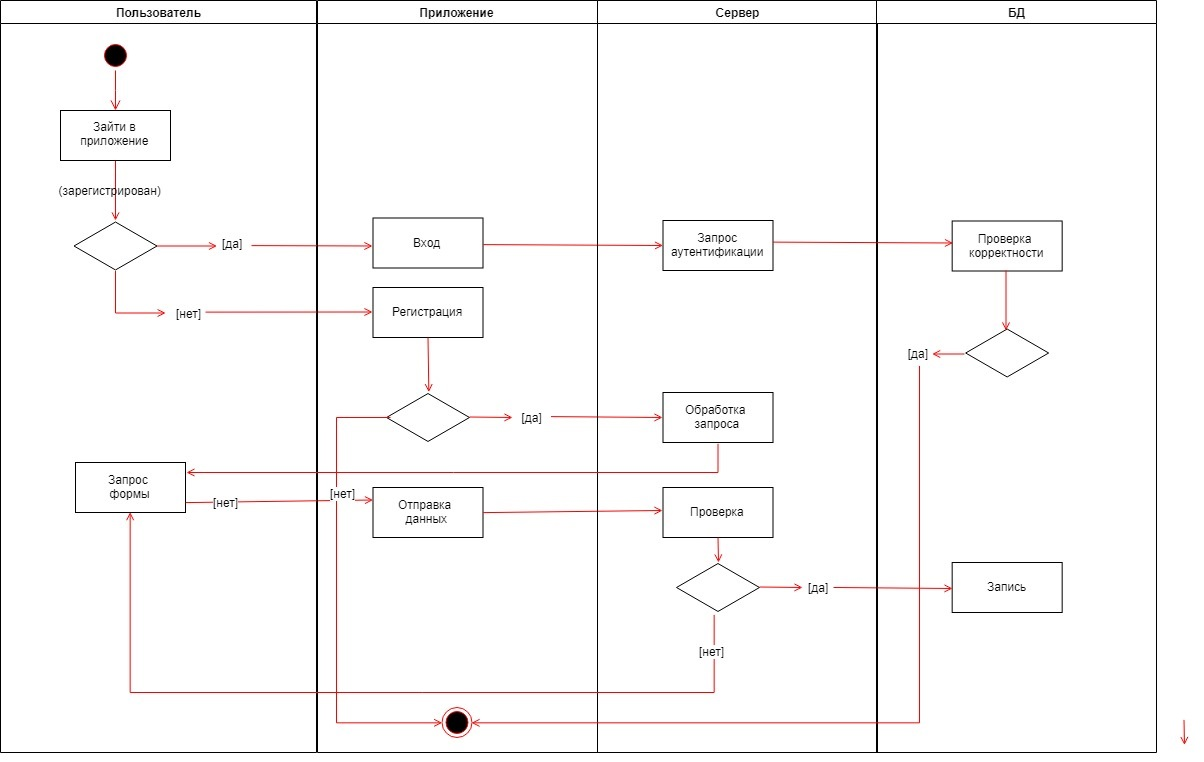 Пользователь
Приложение
Сервер
БД
Зайти в
приложение
(зарегистрирован)
[да]
Вход
Запрос
аутентификации
Проверка
корректности
[нет]
Регистрация
[да]
[да]
Обработка
запроса
Запрос
формы
[нет]
[нет]
Отправка
данных
Проверка
[да]
Запись
[нет]